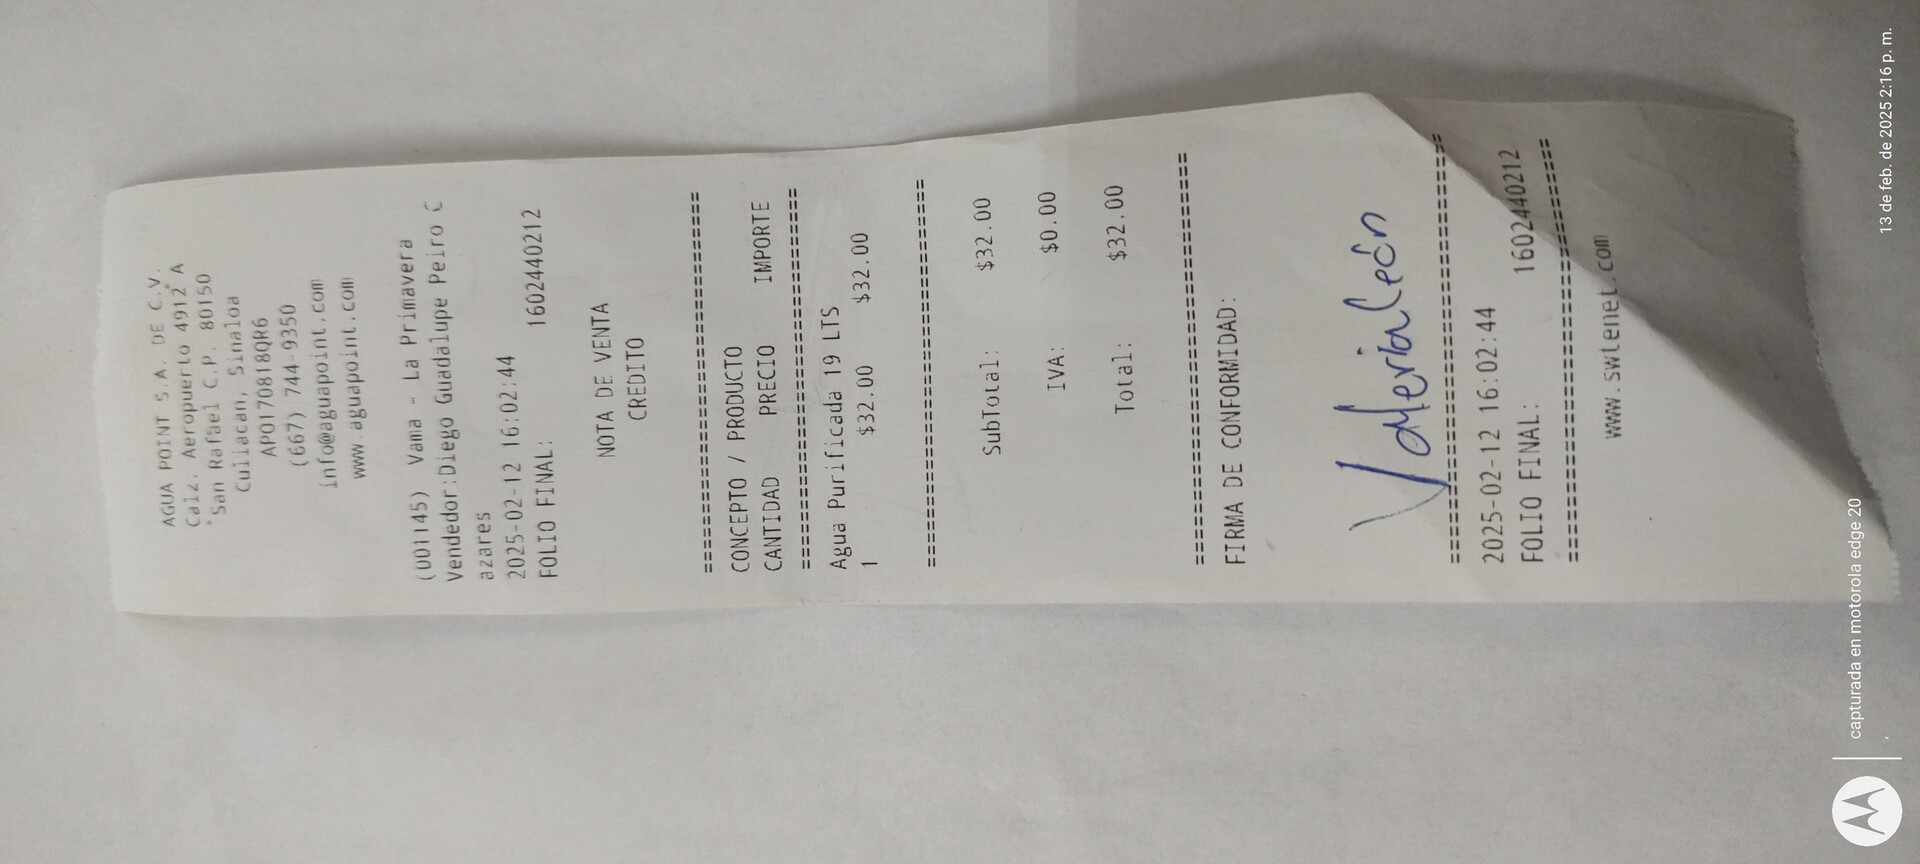 AGUA POINT S.A. DE C.V.
Calz. Aeropuerto 4912 A
San Rafael C.P. 80150
Culiacan, Sinaloa
APO170818QR6
(667) 744-9350
info@aguapoint.com
www.aguapoint.com
(001145) Vama - La Primavera
Vendedor:Diego Guadalupe Peiro C
azares
2025-02-12 16:02:44
FOLIO FINAL: 1602440212
NOTA DE VENTA
CREDITO
================================
CONCEPTO / PRODUCTO
CANTIDAD PRECIO IMPORTE
================================
Agua Purificada 19 LTS
1 $32.00 $32.00
================================
SubTotal: $32.00
IVA: $0.00
Total: $32.00
================================
FIRMA DE CONFORMIDAD:
Valeria León
================================
2025-02-12 16:02:44
FOLIO FINAL: 1602440212
================================
www.swtenet.com
capturada en motorola edge 20
13 de feb. de 2025 2:16 p. m.